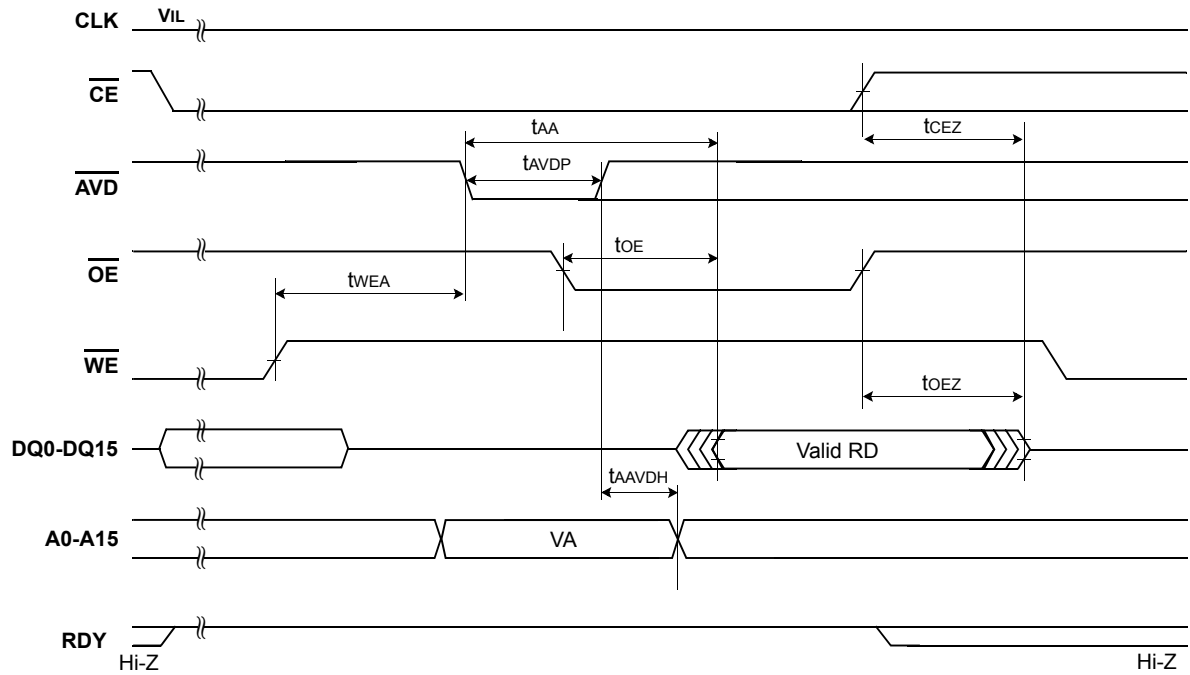 CLK VIL
CE
tAA tCEZ
AVD tAVDP
OE tOE
tWEA
WE
tOEZ
DQ0-DQ15 Valid RD
tAAVDH
A0-A15 VA
RDY
Hi-Z Hi-Z